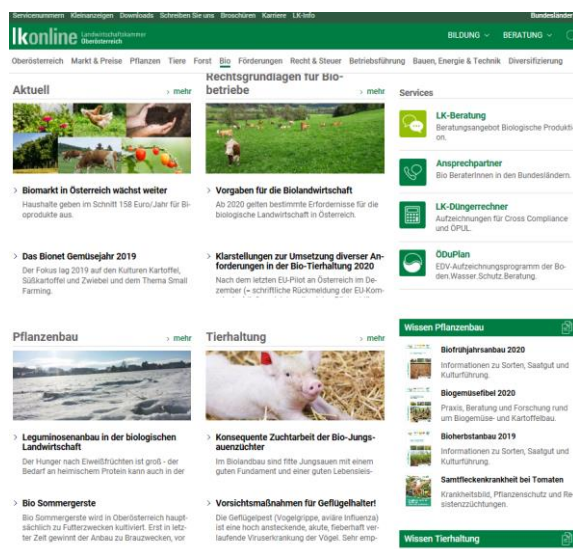 Servicenummern Kleinanzeigen Downloads Schreiben Sie uns Broschüren Karriere LK-Info Bundesländer
lkonline Landwirtschaftskammer
Oberösterreich
BILDUNG BERATUNG
Oberösterreich Markt & Preise Pflanzen Tiere Forst Bio Förderungen Recht & Steuer Betriebsführung Bauen, Energie & Technik Diversifizierung
Aktuell > mehr
> Biomarkt in Österreich wächst weiter
Haushalte geben im Schnitt 158 Euro/Jahr für Bi-
oprodukte aus.
> Das Bionet Gemüsejahr 2019
Der Fokus lag 2019 auf den Kulturen Kartoffel,
Süßkartoffel und Zwiebel und dem Thema Small
Farming.
Rechtsgrundlagen für Bio-
betriebe > mehr
> Vorgaben für die Biolandwirtschaft
Ab 2020 gelten bestimmte Erfordernisse für die
biologische Landwirtschaft in Österreich.
> Klarstellungen zur Umsetzung diverser An-
forderungen in der Bio-Tierhaltung 2020
Nach dem letzten EU-Pilot an Österreich im De-
zember (= schriftliche Rückmeldung der EU-Kom-
Services
LK-Beratung
Beratungsangebot Biologische Produkti
on.
Ansprechpartner
Bio BeraterInnen in den Bundesländern.
LK-Düngerrechner
Aufzeichnungen für Cross Compliance
und ÖPUL.
ÖDuPlan
EDV-Aufzeichnungsprogramm der Bo-
den.Wasser.Schutz.Beratung.
Pflanzenbau > mehr
> Leguminosenanbau in der biologischen
Landwirtschaft
Der Hunger nach Eiweißfrüchten ist groß - der
Bedarf an heimischem Protein kann auch in der
> Bio Sommergerste
Bio Sommergerste wird in Oberösterreich haupt-
sächlich zu Futterzwecken kultiviert. Erst in letz-
ter Zeit gewinnt der Anbau zu Brauzwecken, vor
Tierhaltung > mehr
> Konsequente Zuchtarbeit der Bio-Jungs-
auenzüchter
Im Biolandbau sind fitte Jungsauen mit einem
guten Fundament und einer guten Lebensleis-
> Vorsichtsmaßnahmen für Geflügelhalter!
Die Geflügelpest (Vogelgrippe, aviäre Influenza)
ist eine hoch ansteckende, akute, fieberhaft ver-
laufende Viruserkrankung der Vögel. Sehr emp-
Wissen Pflanzenbau
Biofrühjahrsanbau 2020
Informationen zu Sorten, Saatgut und
Kulturführung.
Biogemüsefibel 2020
Praxis, Beratung und Forschung rund
um Biogemüse- und Kartoffelbau.
Bioherbstanbau 2019
Informationen zu Sorten, Saatgut und
Kulturführung.
Samtfleckenkrankheit bei Tomaten
Krankheitsbild, Pflanzenschutz und Re-
sistenzzüchtungen.
Wissen Tierhaltung